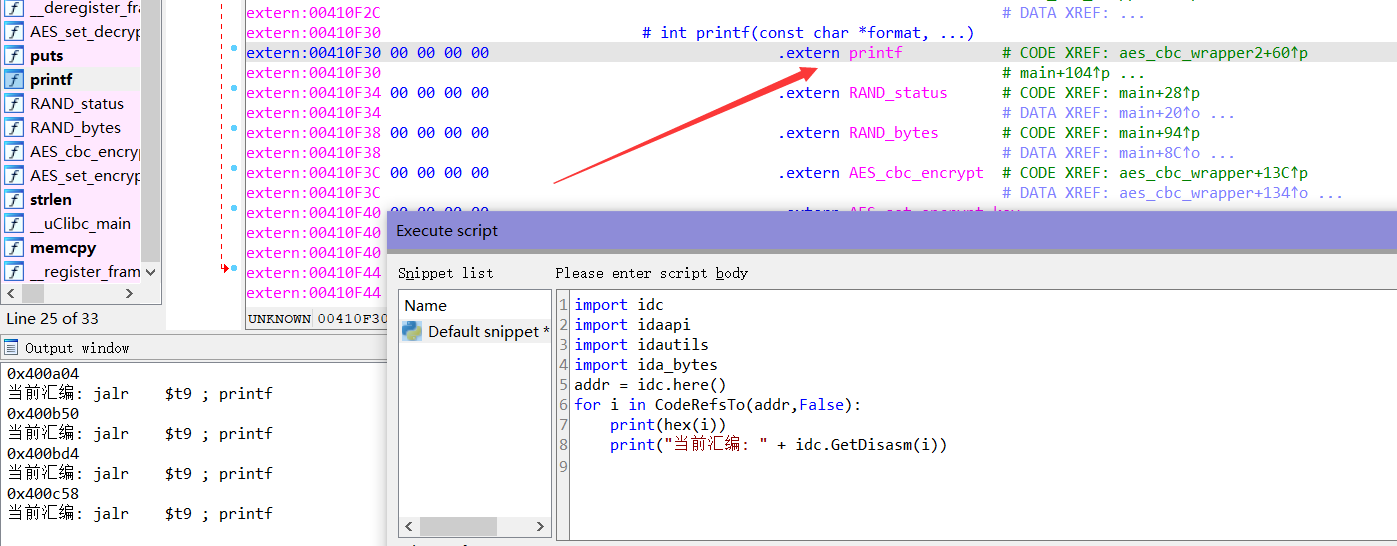 __deregister_fra
AES_set_decryp
puts
printf
RAND_status
RAND_bytes
AES_cbc_encry
AES_set_encryp
strlen
__uClibc_main
memcpy
__register_fram
Line 25 of 33
extern:00410F2C # DATA XREF: ...
extern:00410F30 # int printf(const char *format, ...)
extern:00410F30 00 00 00 00 .extern printf # CODE XREF: aes_cbc_wrapper2+60↑p
extern:00410F30 # main+104↑p ...
extern:00410F34 00 00 00 00 .extern RAND_status # CODE XREF: main+28↑p
extern:00410F34 # DATA XREF: main+20↑o ...
extern:00410F38 00 00 00 00 .extern RAND_bytes # CODE XREF: main+94↑p
extern:00410F38 # DATA XREF: main+8C↑o ...
extern:00410F3C 00 00 00 00 .extern AES_cbc_encrypt # CODE XREF: aes_cbc_wrapper+13C↑p
extern:00410F3C # DATA XREF: aes_cbc_wrapper+134↑o ...
extern:00410F40 00 00 00 00 .extern AES_set_encrypt_key
extern:00410F40
extern:00410F40
extern:00410F44
extern:00410F44
UNKNOWN 00410F30
Output window
0x400a04
当前汇编: jalr $t9 ; printf
0x400b50
当前汇编: jalr $t9 ; printf
0x400bd4
当前汇编: jalr $t9 ; printf
0x400c58
当前汇编: jalr $t9 ; printf
Execute script
Snippet list
Name
Default snippet *
Please enter script body
1 import idc
2 import idaapi
3 import idautils
4 import ida_bytes
5 addr = idc.here()
6 for i in CodeRefsTo(addr,False):
7 print(hex(i))
8 print("当前汇编: " + idc.GetDisasm(i))
9